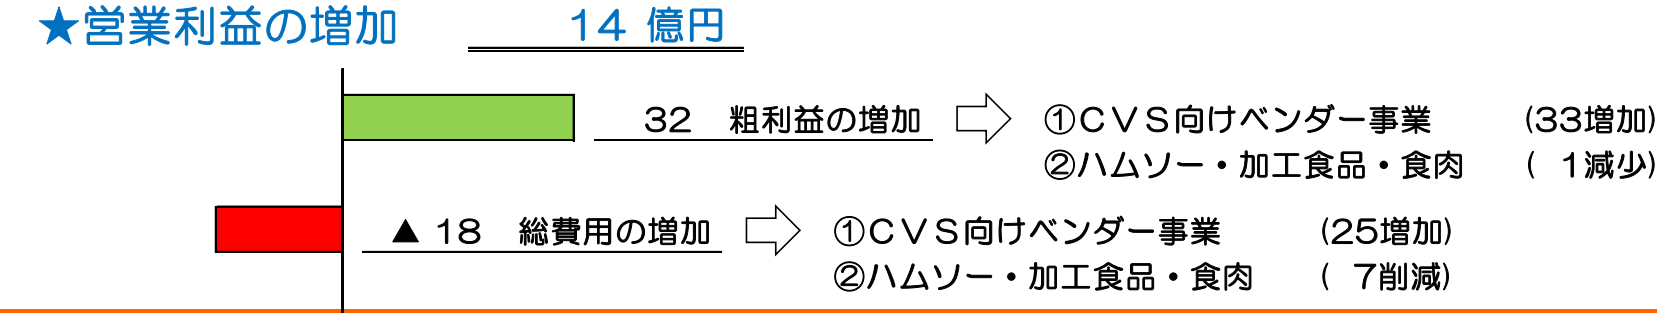 ★営業利益の増加　14 億円
32　粗利益の増加　①ＣＶＳ向けベンダー事業　(33増加)
②ハムソー・加工食品・食肉　( 1減少)
▲ 18　総費用の増加　①ＣＶＳ向けベンダー事業　(25増加)
②ハムソー・加工食品・食肉　( 7削減)